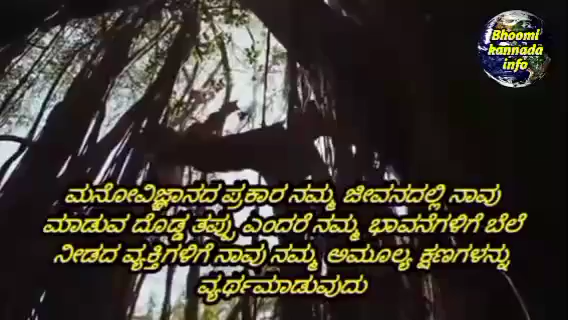 Bhoomi
kannada
info
ಮನೋವಿಜ್ಞಾನದ ಪ್ರಕಾರ ನಮ್ಮ ಜೀವನದಲ್ಲಿ ನಾವು
ಮಾಡುವ ದೊಡ್ಡ ತಪ್ಪು ಎಂದರೆ ನಮ್ಮ ಭಾವನೆಗಳಿಗೆ ಬೆಲೆ
ನೀಡದ ವ್ಯಕ್ತಿಗಳಿಗೆ ನಾವು ನಮ್ಮ ಅಮೂಲ್ಯ ಕ್ಷಣಗಳನ್ನು
ವ್ಯರ್ಥಮಾಡುವುದು